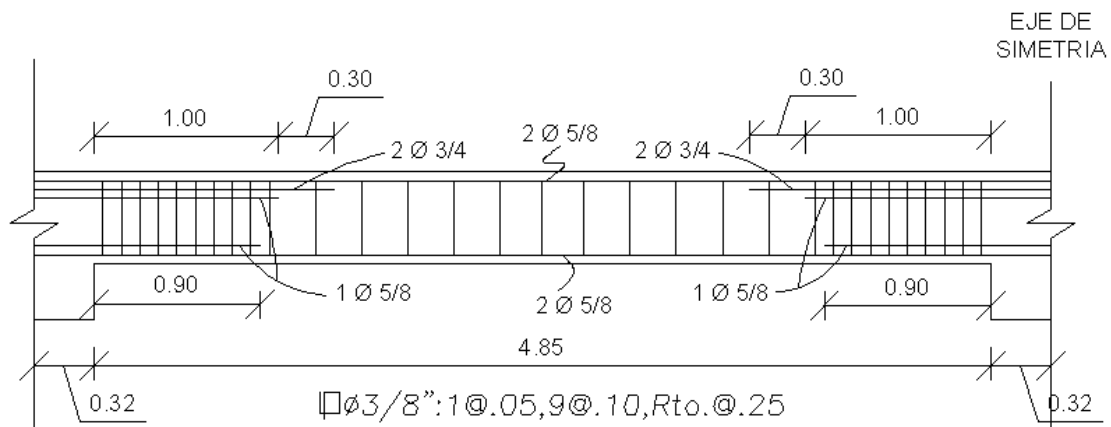 EJE DE
SIMETRIA
0.30
0.30
1.00
1.00
2 Ø 5/8
2 Ø 3/4
2 Ø 3/4
0.90
1 Ø 5/8
2 Ø 5/8
1 Ø 5/8
0.90
4.85
0.32
Ø3/8":1@.05,9@.10,Rto.@.25
0.32